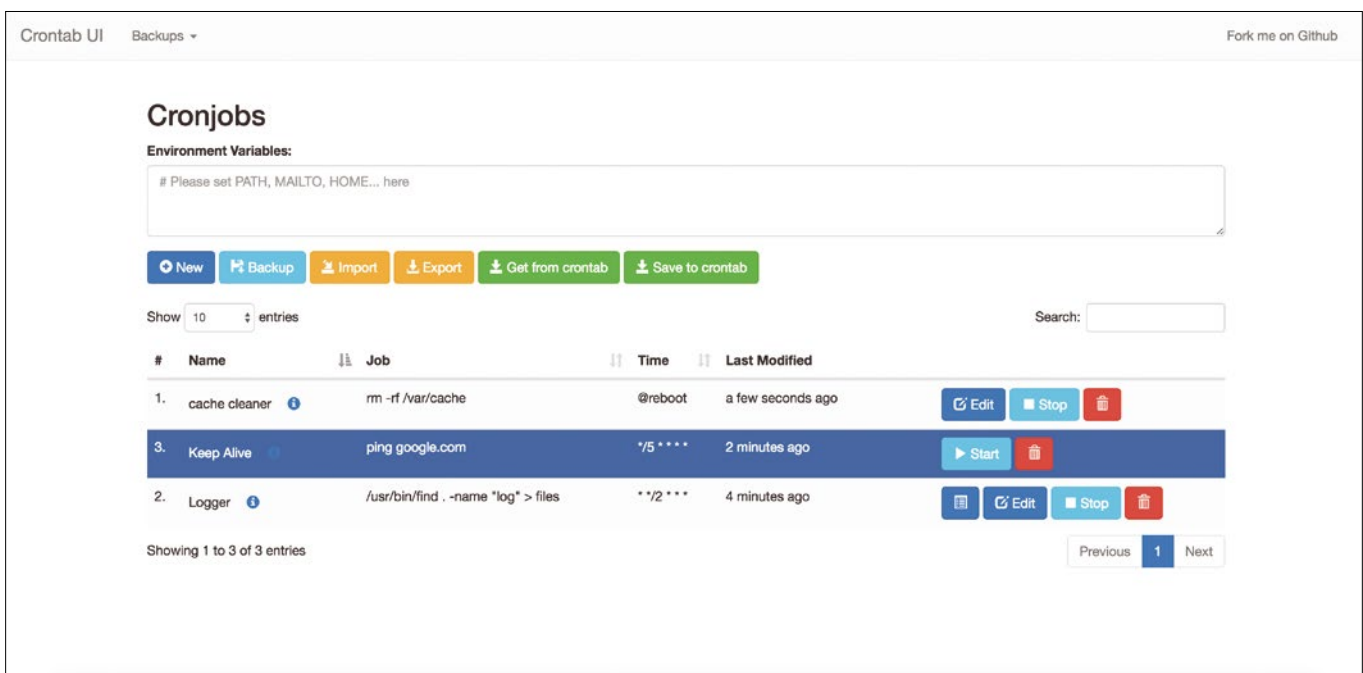 Crontab UI Backups Fork me on Github
Cronjobs
Environment Variables:
# Please set PATH, MAILTO, HOME... here
New Backup Import Export Get from crontab Save to crontab
Show 10 entries Search:
# Name Job Time Last Modified
1. cache cleaner rm -rf /var/cache @reboot a few seconds ago Edit Stop
3. Keep Alive ping google.com */5 * * * * 2 minutes ago Start
2. Logger /usr/bin/find . -name "log" > files * */2 * * * 4 minutes ago Edit Stop
Showing 1 to 3 of 3 entries Previous 1 Next